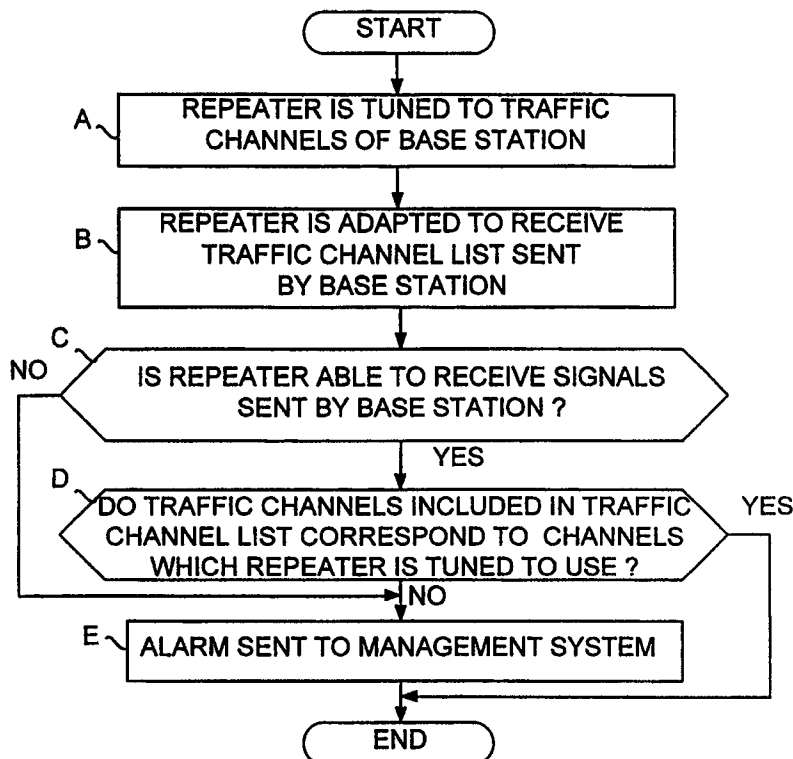 START
A
REPEATER IS TUNED TO TRAFFIC
CHANNELS OF BASE STATION
B
REPEATER IS ADAPTED TO RECEIVE
TRAFFIC CHANNEL LIST SENT
BY BASE STATION
C
NO
IS REPEATER ABLE TO RECEIVE SIGNALS
SENT BY BASE STATION ?
YES
D
DO TRAFFIC CHANNELS INCLUDED IN TRAFFIC
CHANNEL LIST CORRESPOND TO CHANNELS
WHICH REPEATER IS TUNED TO USE ?
YES
NO
E
ALARM SENT TO MANAGEMENT SYSTEM
END